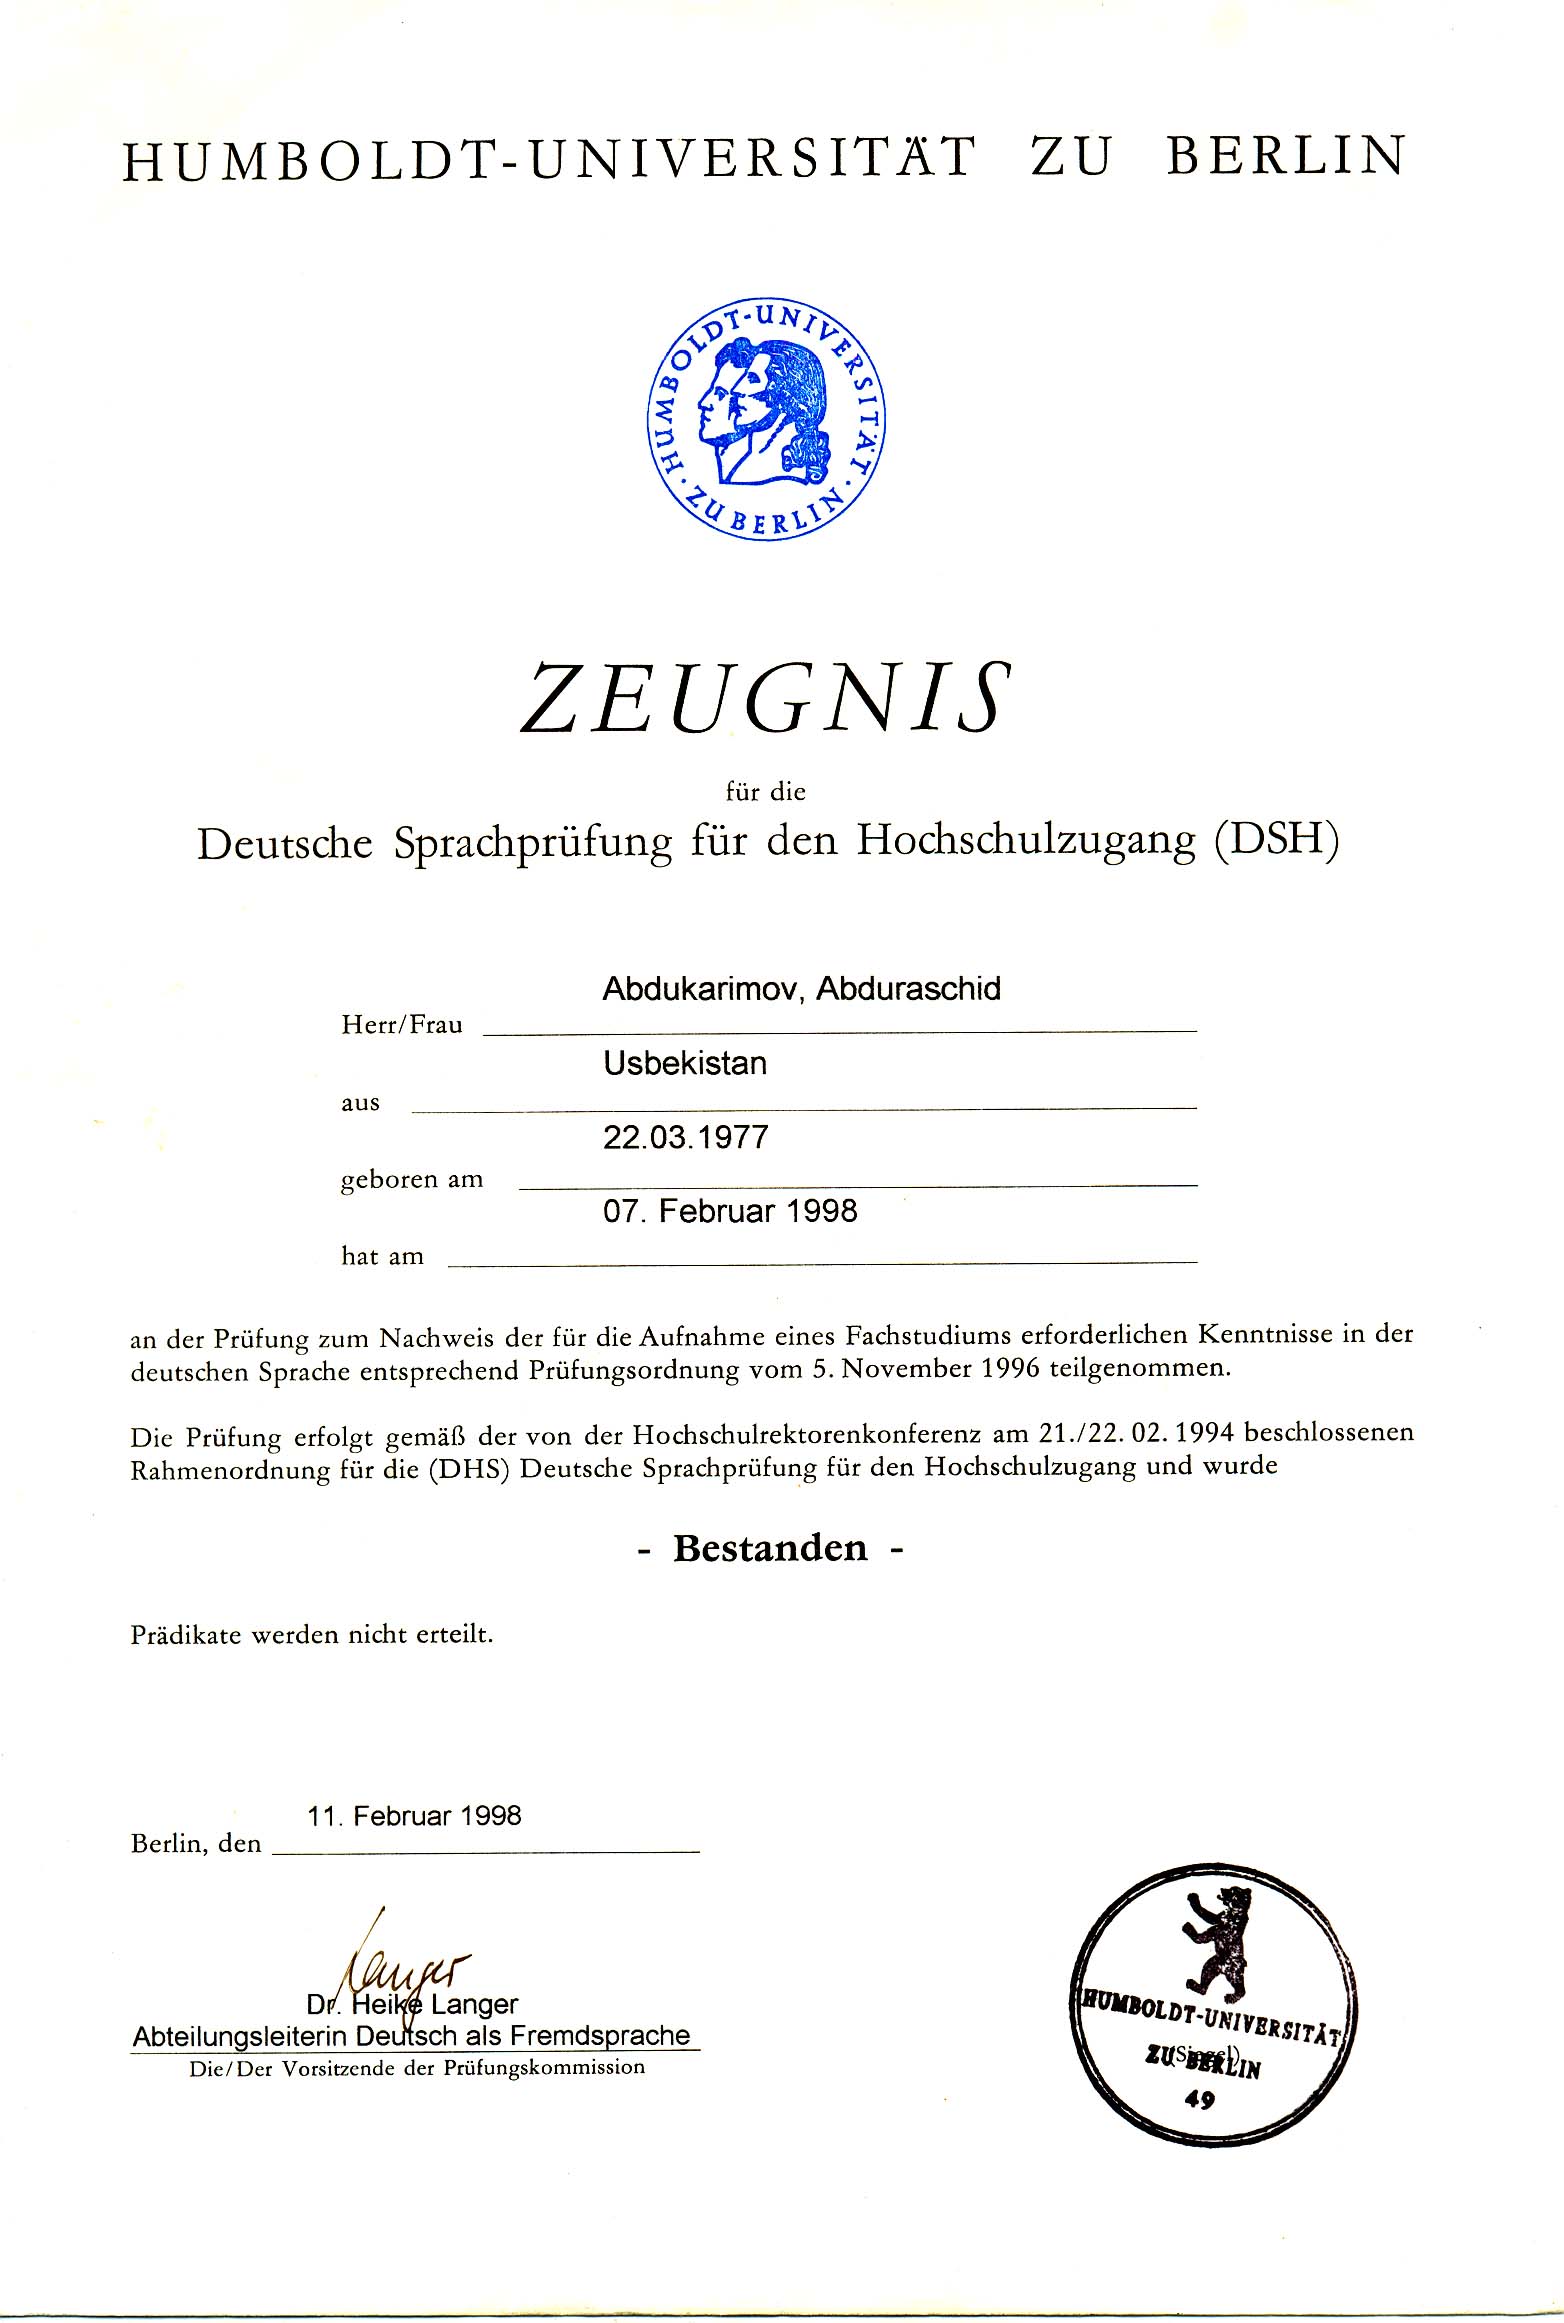 HUMBOLDT-UNIVERSITÄT ZU BERLIN
HUMBOLDT-UNIVERSITÄT · ZU BERLIN ·
ZEUGNIS
für die
Deutsche Sprachprüfung für den Hochschulzugang (DSH)
Herr/Frau Abdukarimov, Abduraschid
aus Usbekistan
geboren am 22.03.1977
hat am 07. Februar 1998
an der Prüfung zum Nachweis der für die Aufnahme eines Fachstudiums erforderlichen Kenntnisse in der
deutschen Sprache entsprechend Prüfungsordnung vom 5. November 1996 teilgenommen.
Die Prüfung erfolgt gemäß der von der Hochschulrektorenkonferenz am 21./22. 02. 1994 beschlossenen
Rahmenordnung für die (DHS) Deutsche Sprachprüfung für den Hochschulzugang und wurde
- Bestanden -
Prädikate werden nicht erteilt.
Berlin, den 11. Februar 1998
Langer
Dr. Heike Langer
Abteilungsleiterin Deutsch als Fremdsprache
Die/Der Vorsitzende der Prüfungskommission
HUMBOLDT-UNIVERSITÄT
ZU BERLIN
(Siegel)
49